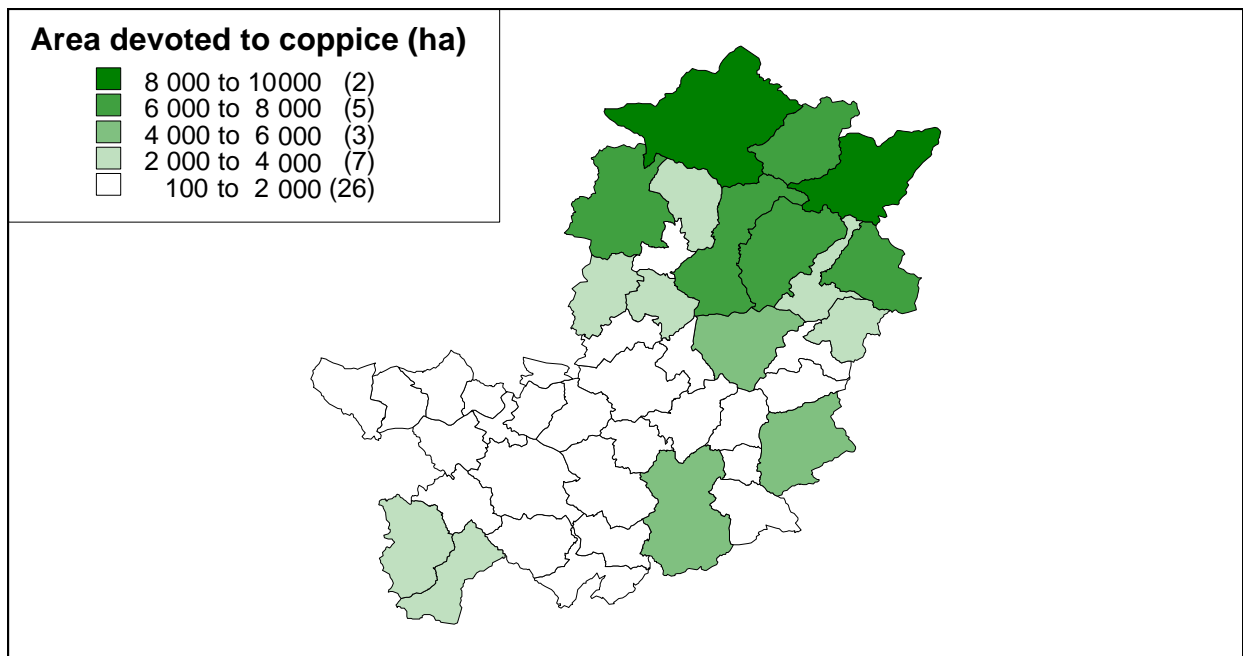 Area devoted to coppice (ha)
8 000 to 10000 (2)
6 000 to 8 000 (5)
4 000 to 6 000 (3)
2 000 to 4 000 (7)
100 to 2 000 (26)